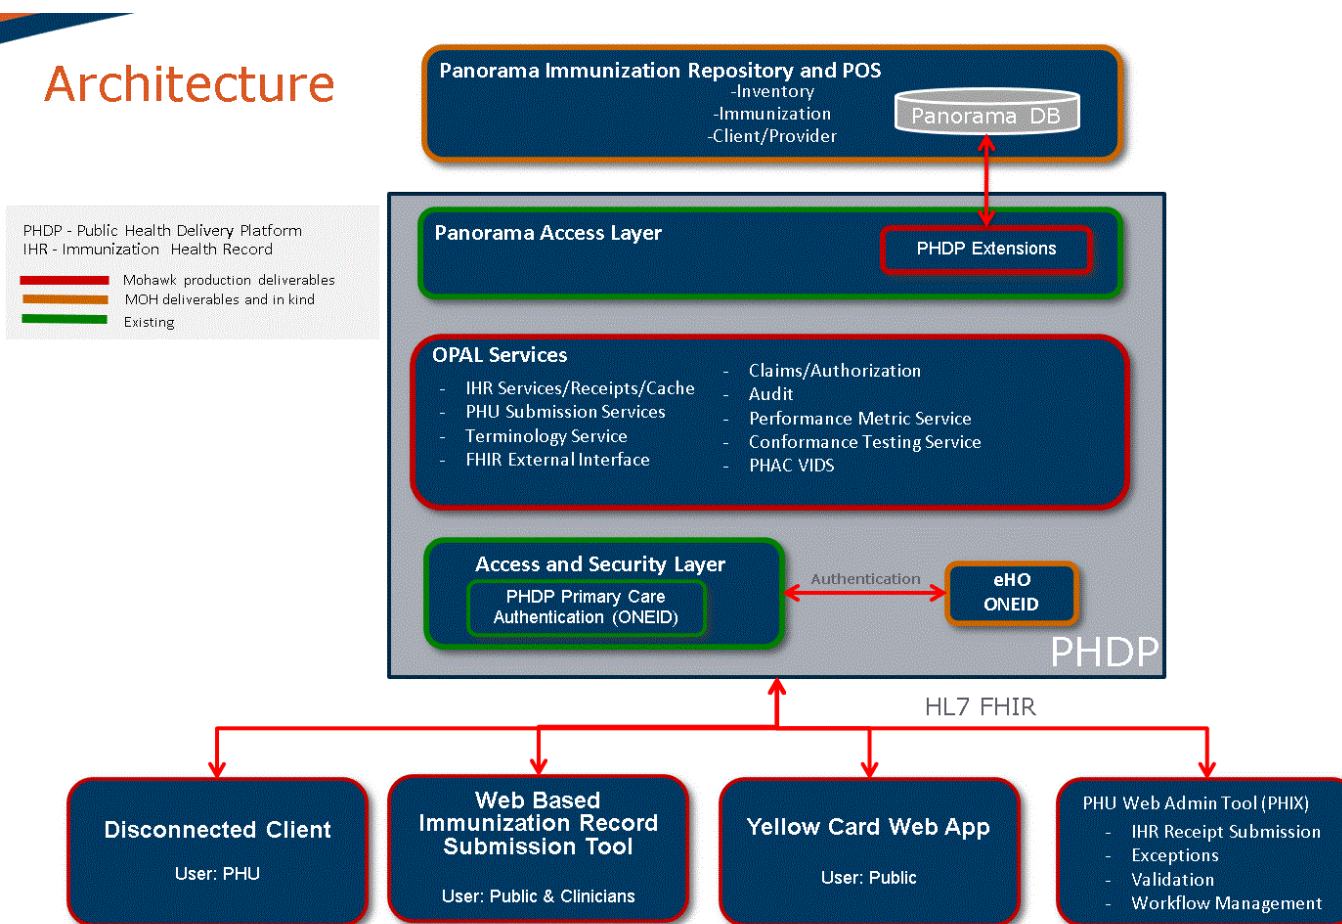 Architecture
Panorama Immunization Repository and POS
-Inventory
-Immunization
-Client/Provider
Panorama DB
PHDP - Public Health Delivery Platform
IHR - Immunization Health Record
Mohawk production deliverables
MOH deliverables and in kind
Existing
Panorama Access Layer
PHDP Extensions
OPAL Services
- IHR Services/Receipts/Cache
- PHU Submission Services
- Terminology Service
- FHIR External Interface
- Claims/Authorization
- Audit
- Performance Metric Service
- Conformance Testing Service
- PHAC VIDS
Access and Security Layer
PHDP Primary Care
Authentication (ONEID)
Authentication
eHO
ONEID
PHDP
HL7 FHIR
Disconnected Client
User: PHU
Web Based
Immunization Record
Submission Tool
User: Public & Clinicians
Yellow Card Web App
User: Public
PHU Web Admin Tool (PHIX)
- IHR Receipt Submission
- Exceptions
- Validation
- Workflow Management